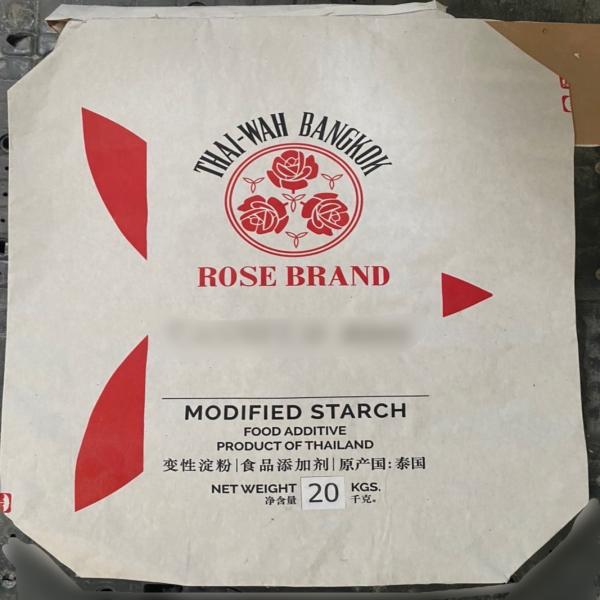 THAI-WAH BANGKOK
ROSE BRAND
MODIFIED STARCH
FOOD ADDITIVE
PRODUCT OF THAILAND
变性淀粉|食品添加剂|原产国:泰国
NET WEIGHT 20 KGS.
净含量 千克。